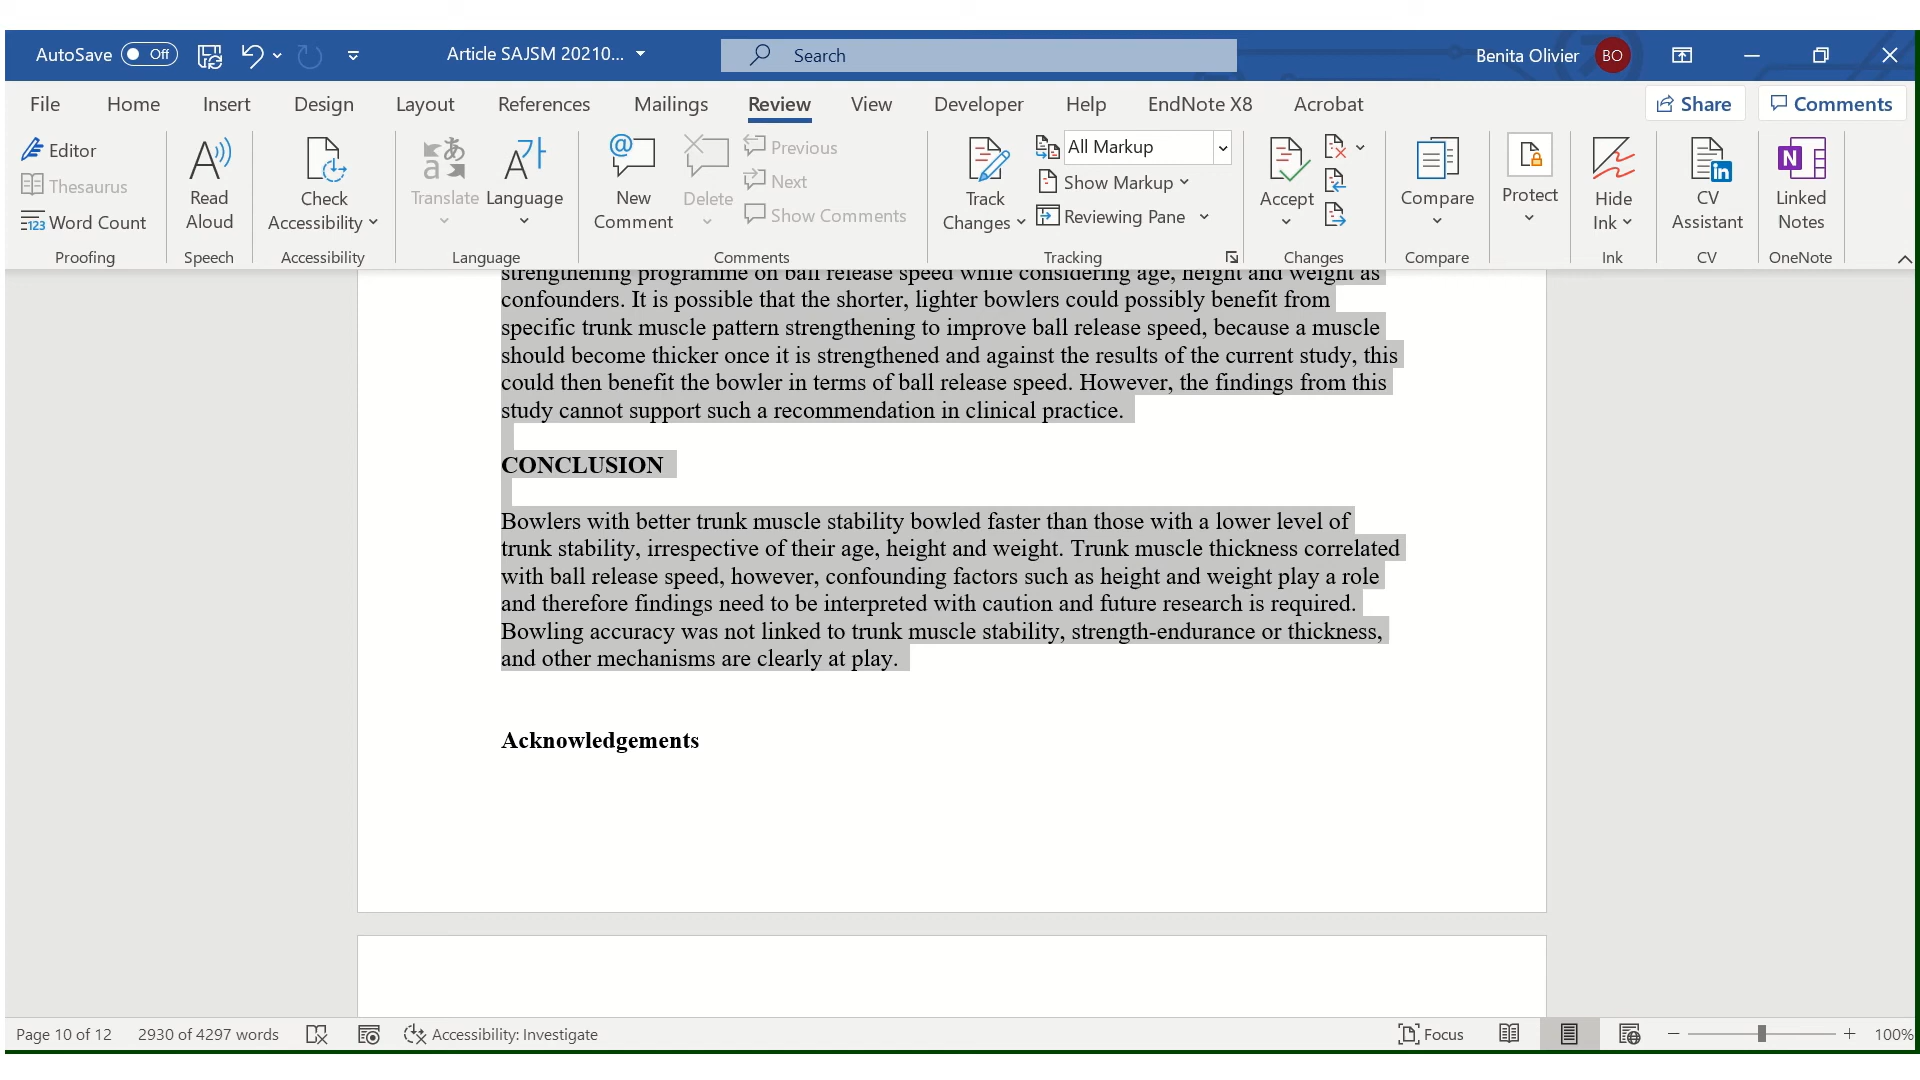 AutoSave Off Article SAJSM 20210... Search Benita Olivier BO
File Home Insert Design Layout References Mailings Review View Developer Help EndNote X8 Acrobat Share Comments
Editor
Thesaurus
Word Count
Proofing
Read Aloud
Speech
Check Accessibility
Accessibility
Translate
Language
Language
New Comment
Delete
Previous
Next
Show Comments
Comments
Track Changes
All Markup
Show Markup
Reviewing Pane
Tracking
Accept
Changes
Compare
Compare
Protect
Hide Ink
Ink
CV Assistant
CV
Linked Notes
OneNote
strengthening programme on ball release speed while considering age, height and weight as
confounders. It is possible that the shorter, lighter bowlers could possibly benefit from
specific trunk muscle pattern strengthening to improve ball release speed, because a muscle
should become thicker once it is strengthened and against the results of the current study, this
could then benefit the bowler in terms of ball release speed. However, the findings from this
study cannot support such a recommendation in clinical practice.
CONCLUSION
Bowlers with better trunk muscle stability bowled faster than those with a lower level of
trunk stability, irrespective of their age, height and weight. Trunk muscle thickness correlated
with ball release speed, however, confounding factors such as height and weight play a role
and therefore findings need to be interpreted with caution and future research is required.
Bowling accuracy was not linked to trunk muscle stability, strength-endurance or thickness,
and other mechanisms are clearly at play.
Acknowledgements
Page 10 of 12 2930 of 4297 words Accessibility: Investigate Focus 100%